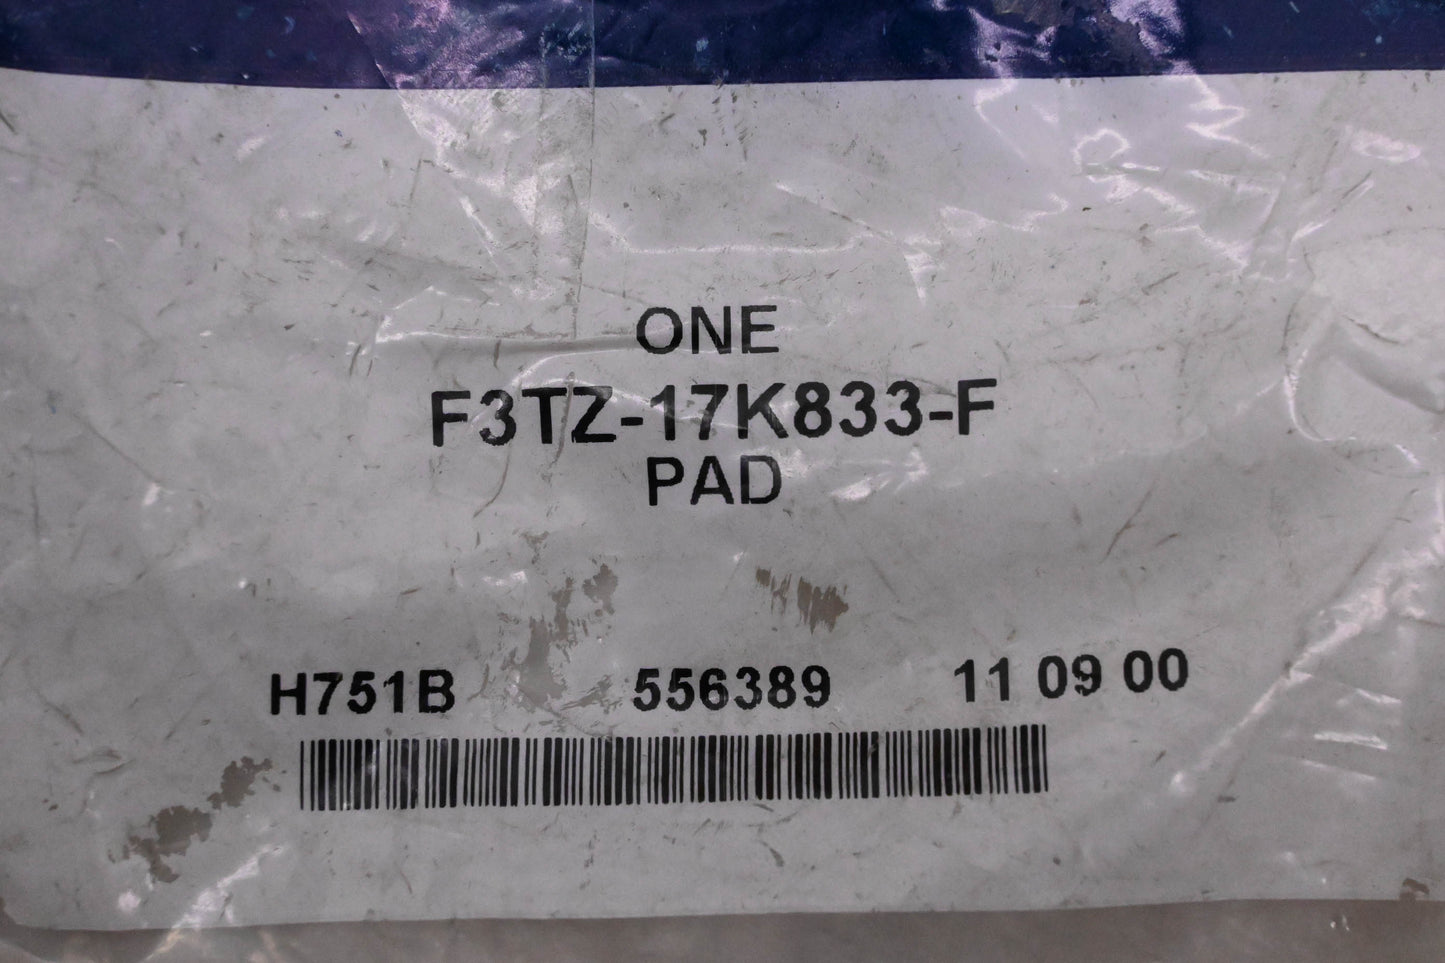 ONE
F3TZ-17K833-F
PAD
H751B 556389 11 09 00